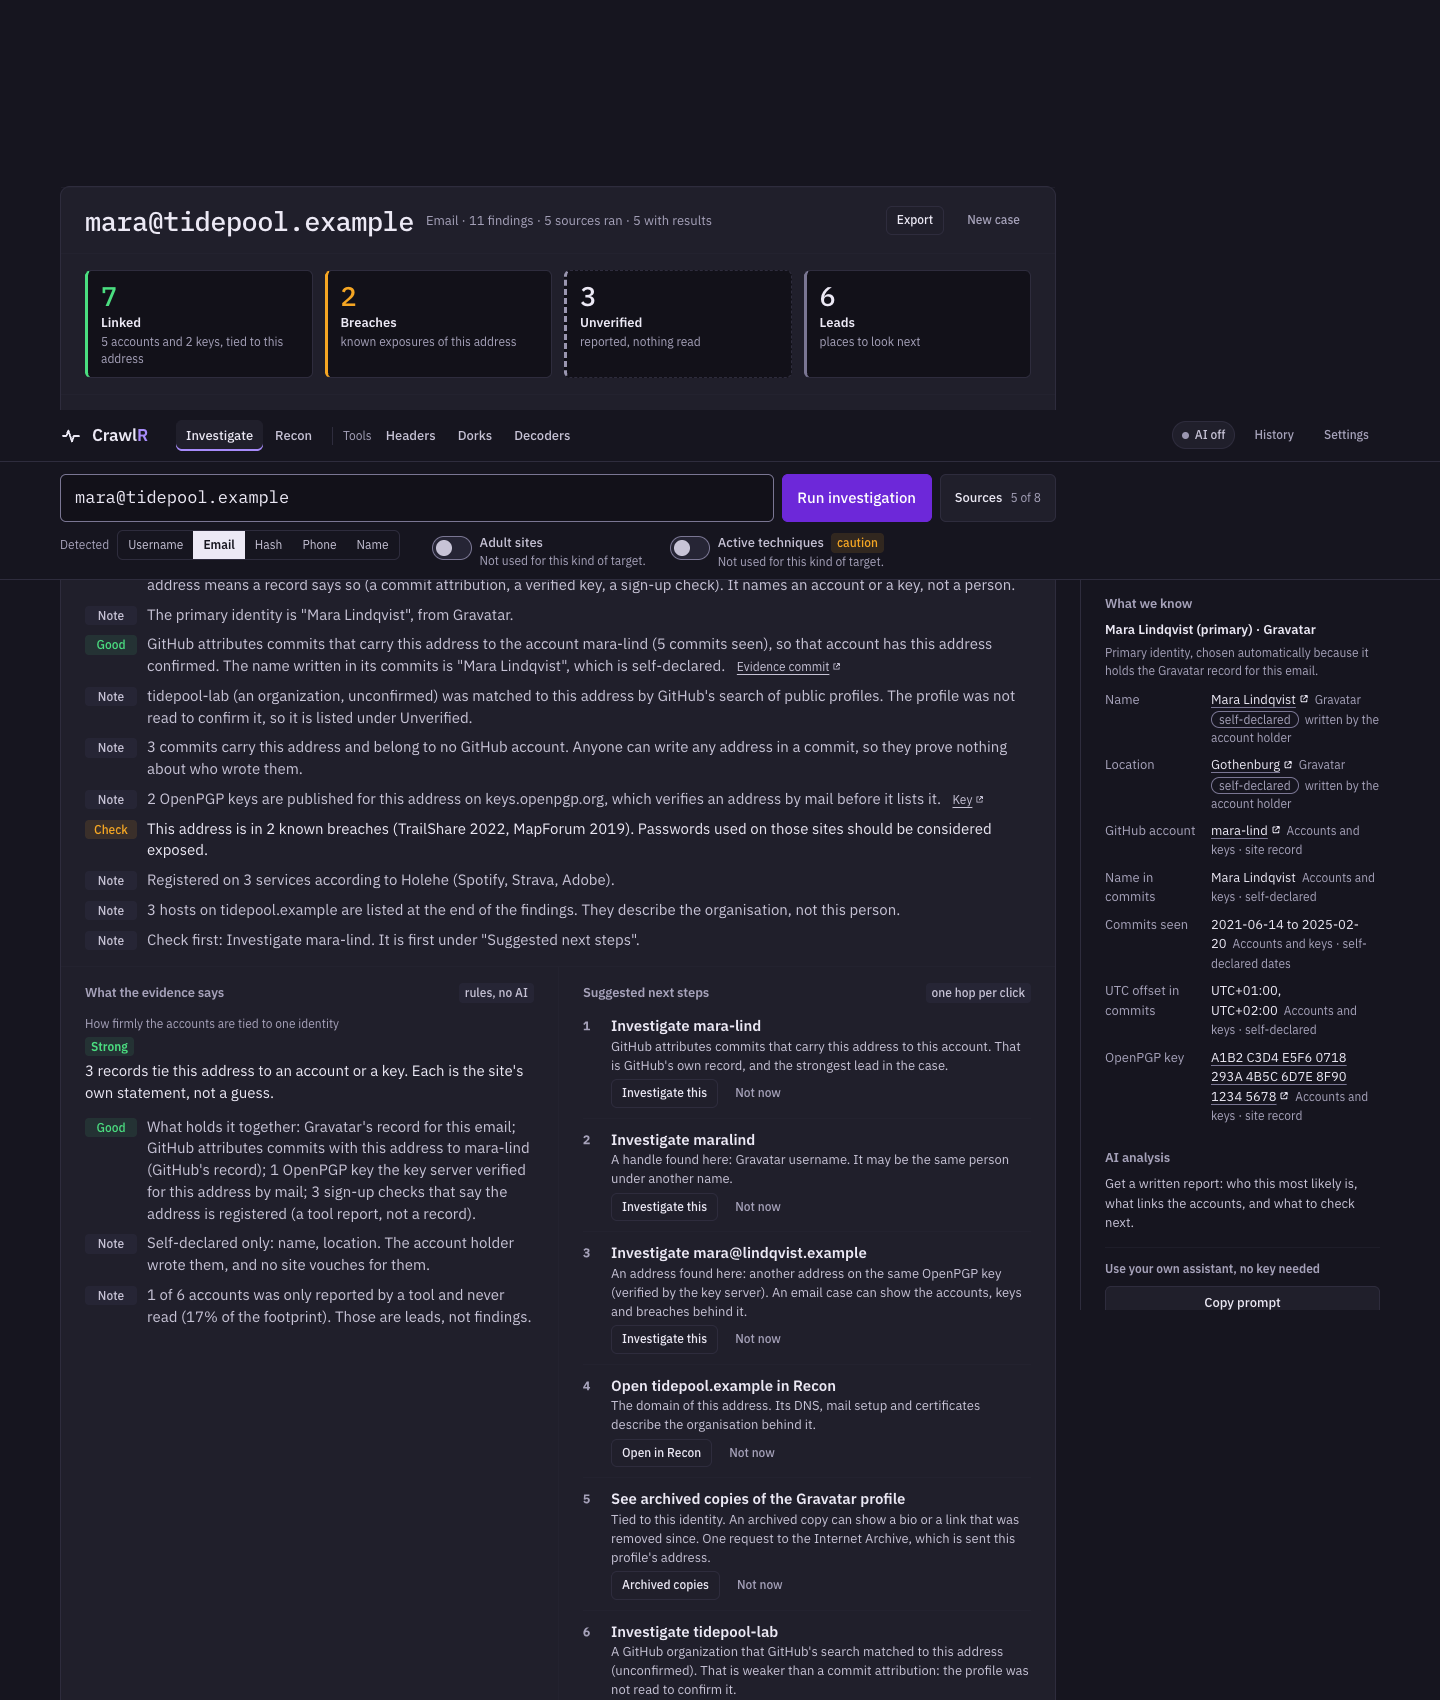 mara@tidepool.example Email · 11 findings · 5 sources ran · 5 with results Export New case
7
Linked
5 accounts and 2 keys, tied to this
address
2
Breaches
known exposures of this address
3
Unverified
reported, nothing read
6
Leads
places to look next
CrawlR Investigate Recon Tools Headers Dorks Decoders AI off History Settings
mara@tidepool.example Run investigation Sources 5 of 8
Detected Username Email Hash Phone Name
Adult sites
Not used for this kind of target.
Active techniques caution
Not used for this kind of target.
address means a record says so (a commit attribution, a verified key, a sign-up check). It names an account or a key, not a person.
Note The primary identity is "Mara Lindqvist", from Gravatar.
Good GitHub attributes commits that carry this address to the account mara-lind (5 commits seen), so that account has this address
confirmed. The name written in its commits is "Mara Lindqvist", which is self-declared. Evidence commit
Note tidepool-lab (an organization, unconfirmed) was matched to this address by GitHub's search of public profiles. The profile was not
read to confirm it, so it is listed under Unverified.
Note 3 commits carry this address and belong to no GitHub account. Anyone can write any address in a commit, so they prove nothing
about who wrote them.
Note 2 OpenPGP keys are published for this address on keys.openpgp.org, which verifies an address by mail before it lists it. Key
Check This address is in 2 known breaches (TrailShare 2022, MapForum 2019). Passwords used on those sites should be considered
exposed.
Note Registered on 3 services according to Holehe (Spotify, Strava, Adobe).
Note 3 hosts on tidepool.example are listed at the end of the findings. They describe the organisation, not this person.
Note Check first: Investigate mara-lind. It is first under "Suggested next steps".
What the evidence says rules, no AI
How firmly the accounts are tied to one identity
Strong
3 records tie this address to an account or a key. Each is the site's
own statement, not a guess.
Good What holds it together: Gravatar's record for this email;
GitHub attributes commits with this address to mara-lind
(GitHub's record); 1 OpenPGP key the key server verified
for this address by mail; 3 sign-up checks that say the
address is registered (a tool report, not a record).
Note Self-declared only: name, location. The account holder
wrote them, and no site vouches for them.
Note 1 of 6 accounts was only reported by a tool and never
read (17% of the footprint). Those are leads, not findings.
Suggested next steps one hop per click
1 Investigate mara-lind
GitHub attributes commits that carry this address to this account. That
is GitHub's own record, and the strongest lead in the case.
Investigate this Not now
2 Investigate maralind
A handle found here: Gravatar username. It may be the same person
under another name.
Investigate this Not now
3 Investigate mara@lindqvist.example
An address found here: another address on the same OpenPGP key
(verified by the key server). An email case can show the accounts, keys
and breaches behind it.
Investigate this Not now
4 Open tidepool.example in Recon
The domain of this address. Its DNS, mail setup and certificates
describe the organisation behind it.
Open in Recon Not now
5 See archived copies of the Gravatar profile
Tied to this identity. An archived copy can show a bio or a link that was
removed since. One request to the Internet Archive, which is sent this
profile's address.
Archived copies Not now
6 Investigate tidepool-lab
A GitHub organization that GitHub's search matched to this address
(unconfirmed). That is weaker than a commit attribution: the profile was
not read to confirm it.
What we know
Mara Lindqvist (primary) · Gravatar
Primary identity, chosen automatically because it
holds the Gravatar record for this email.
Name Mara Lindqvist Gravatar
self-declared written by the
account holder
Location Gothenburg Gravatar
self-declared written by the
account holder
GitHub account mara-lind Accounts and
keys · site record
Name in Mara Lindqvist Accounts and
commits keys · self-declared
Commits seen 2021-06-14 to 2025-02-
20 Accounts and keys · self-
declared dates
UTC offset in UTC+01:00,
commits UTC+02:00 Accounts and
keys · self-declared
OpenPGP key A1B2 C3D4 E5F6 0718
293A 4B5C 6D7E 8F90
1234 5678 Accounts and
keys · site record
AI analysis
Get a written report: who this most likely is,
what links the accounts, and what to check
next.
Use your own assistant, no key needed
Copy prompt